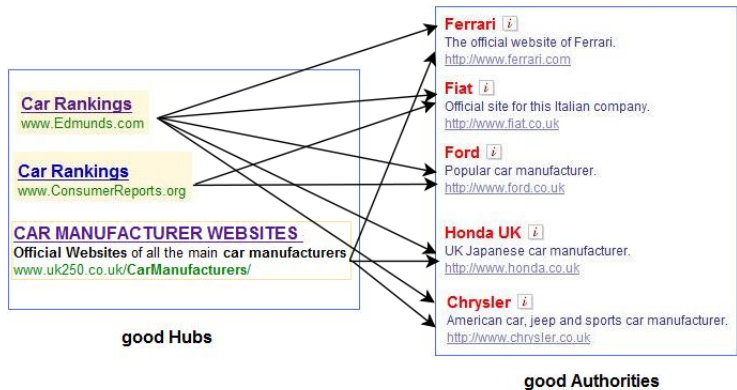 Car Rankings
www.Edmunds.com
Car Rankings
www.ConsumerReports.org
CAR MANUFACTURER WEBSITES
Official Websites of all the main car manufacturers
www.uk250.co.uk/CarManufacturers/
good Hubs
Ferrari i
The official website of Ferrari.
http://www.ferrari.com
Fiat i
Official site for this Italian company.
http://www.fiat.co.uk
Ford i
Popular car manufacturer.
http://www.ford.co.uk
Honda UK i
UK Japanese car manufacturer.
http://www.honda.co.uk
Chrysler i
American car, jeep and sports car manufacturer.
http://www.chrysler.co.uk
good Authorities